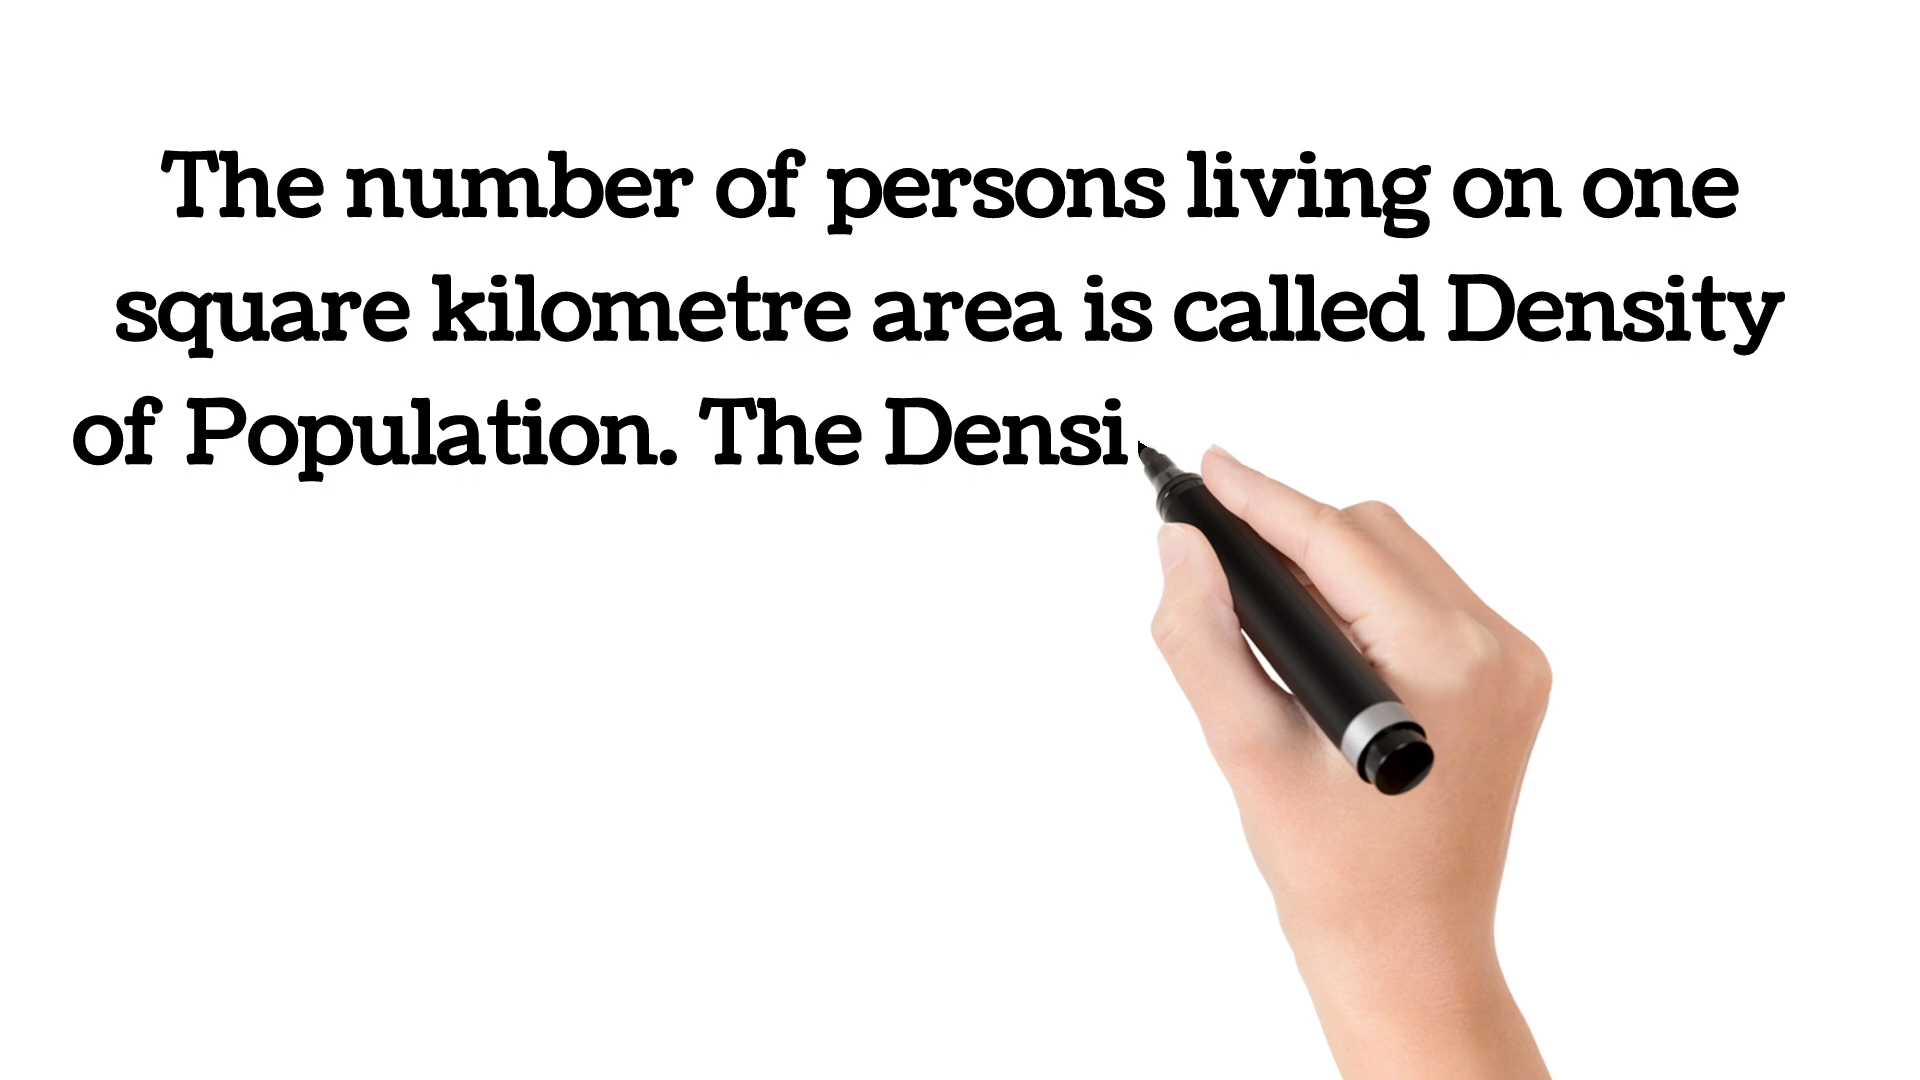 The number of persons living on one
square kilometre area is called Density
of Population. The Densi